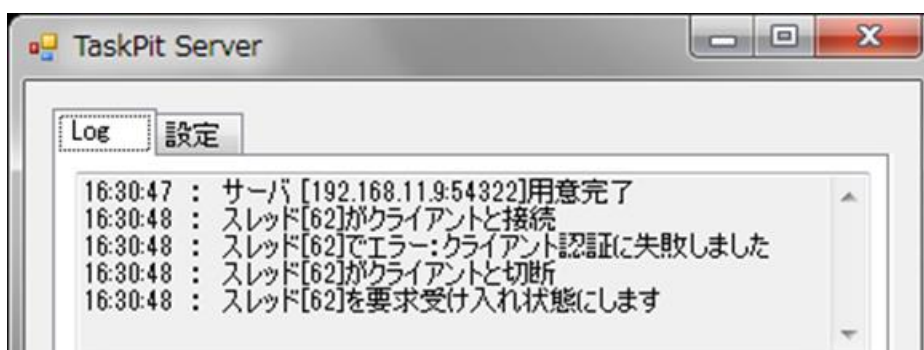 TaskPit Server
Log 設定
16:30:47 : サーバ [192.168.11.9:54322]用意完了
16:30:48 : スレッド[62]がクライアントと接続
16:30:48 : スレッド[62]でエラー:クライアント認証に失敗しました
16:30:48 : スレッド[62]がクライアントと切断
16:30:48 : スレッド[62]を要求受け入れ状態にします